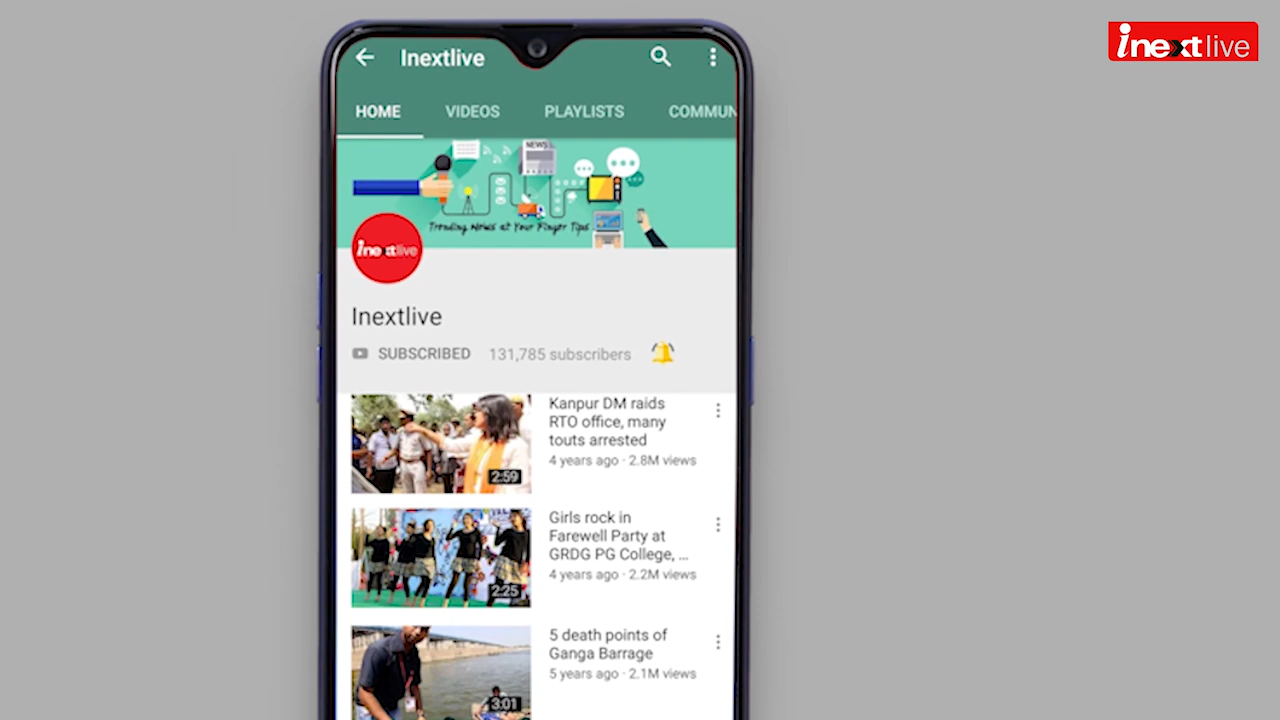 inextlive
Inextlive
HOME VIDEOS PLAYLISTS COMMUN
NEWS
Trending News at Your Finger Tips
inextlive
Inextlive
SUBSCRIBED 131,785 subscribers
Kanpur DM raids
RTO office, many
touts arrested
4 years ago · 2.8M views
2:59
Girls rock in
Farewell Party at
GRDG PG College, ...
4 years ago · 2.2M views
2:25
5 death points of
Ganga Barrage
5 years ago · 2.1M views
3:01